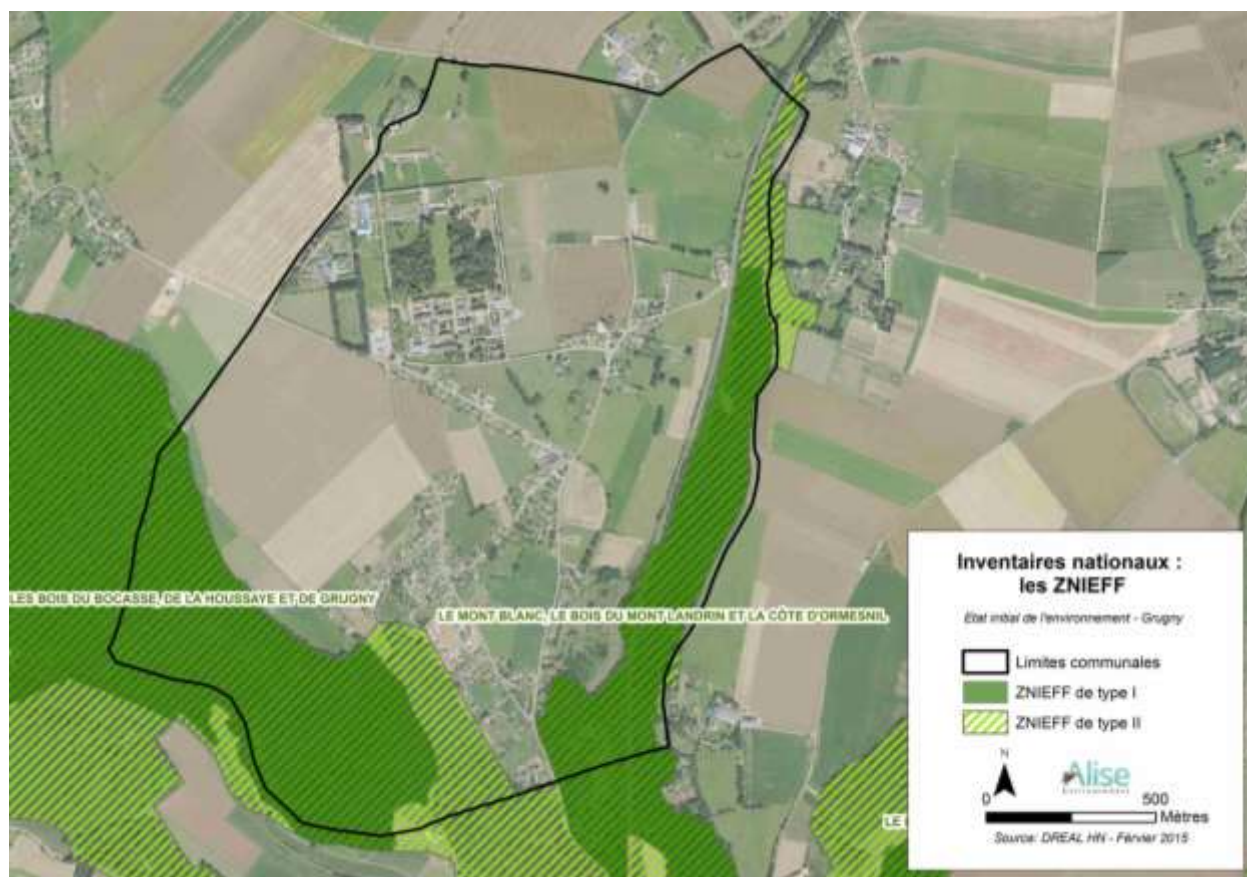 LES BOIS DU BOCASSE, DE LA HOUSSAYE ET DE GRUGNY
LE MONT BLANC, LE BOIS DU MONT LANDRIN ET LA CÔTE D'ORMESNIL
LE
Inventaires nationaux :
les ZNIEFF
Etat initial de l'environnement - Grugny
Limites communales
ZNIEFF de type I
ZNIEFF de type II
N
Alise
Environnement
0 500
Mètres
Source: DREAL HN - Février 2015